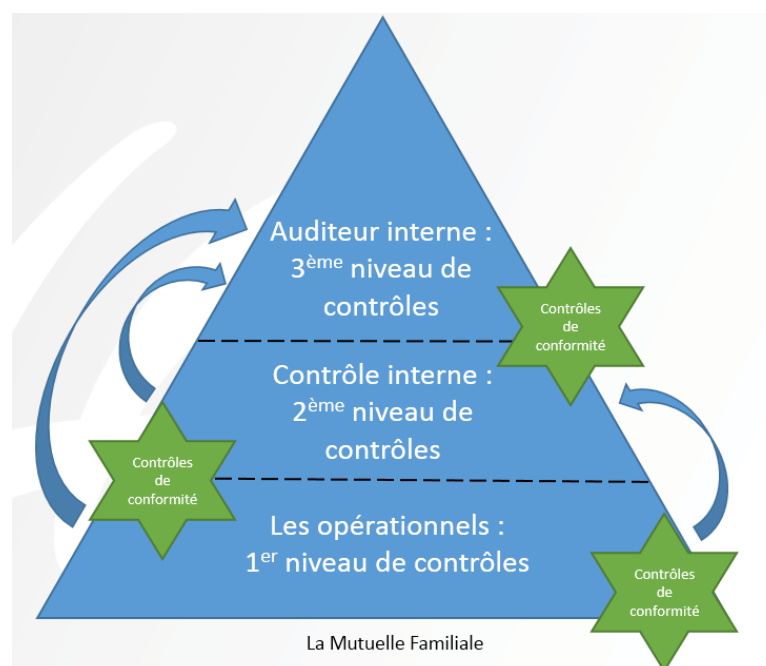 Auditeur interne :
3ème niveau de
contrôles
Contrôles
de
conformité
Contrôle interne :
2ème niveau de
contrôles
Contrôles
de
conformité
Les opérationnels :
1er niveau de contrôles
Contrôles
de
conformité
La Mutuelle Familiale